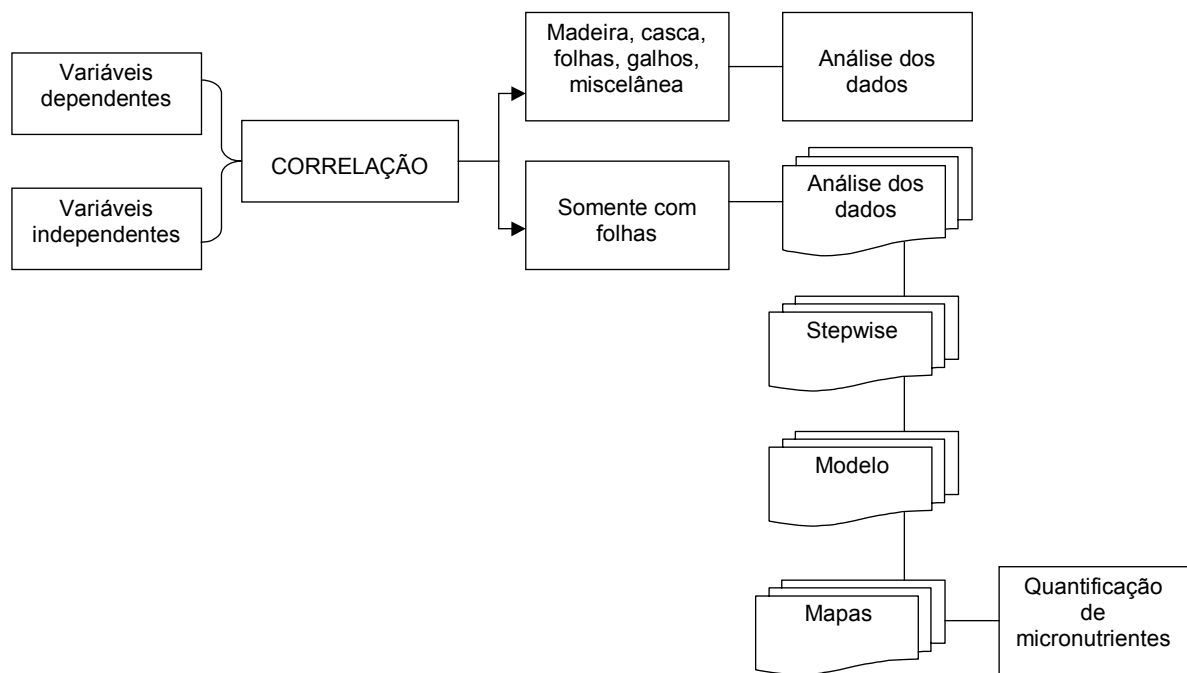 Variáveis
dependentes
Variáveis
independentes
CORRELAÇÃO
Madeira, casca,
folhas, galhos,
miscelânea
Análise dos
dados
Somente com
folhas
Análise dos
dados
Stepwise
Modelo
Mapas
Quantificação
de
micronutrientes